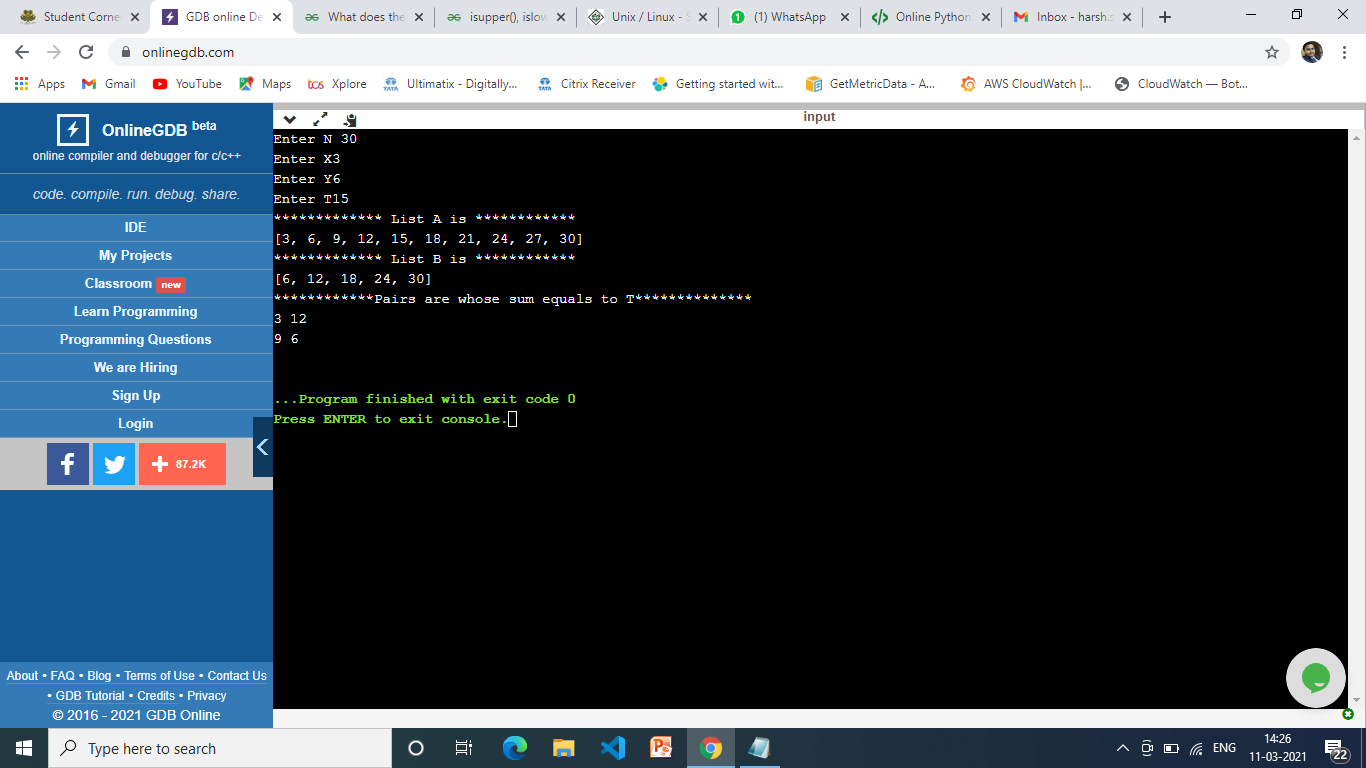 Student Corne
GDB online De
What does the
isupper(), islow
Unix / Linux - S
(1) WhatsApp
Online Python
Inbox - harsh.s
onlinegdb.com
Apps
Gmail
YouTube
Maps
tcs Xplore
TATA Ultimatix - Digitally...
TATA Citrix Receiver
Getting started wit...
GetMetricData - A...
AWS CloudWatch |...
CloudWatch — Bot...
OnlineGDB beta
online compiler and debugger for c/c++
code. compile. run. debug. share.
IDE
My Projects
Classroom new
Learn Programming
Programming Questions
We are Hiring
Sign Up
Login
f
+ 87.2K
About • FAQ • Blog • Terms of Use • Contact Us
• GDB Tutorial • Credits • Privacy
© 2016 - 2021 GDB Online
input
Enter N 30
Enter X3
Enter Y6
Enter T15
************* List A is ************
[3, 6, 9, 12, 15, 18, 21, 24, 27, 30]
************* List B is ************
[6, 12, 18, 24, 30]
************Pairs are whose sum equals to T**************
3 12
9 6
...Program finished with exit code 0
Press ENTER to exit console.
Type here to search
ENG
14:26
11-03-2021
22